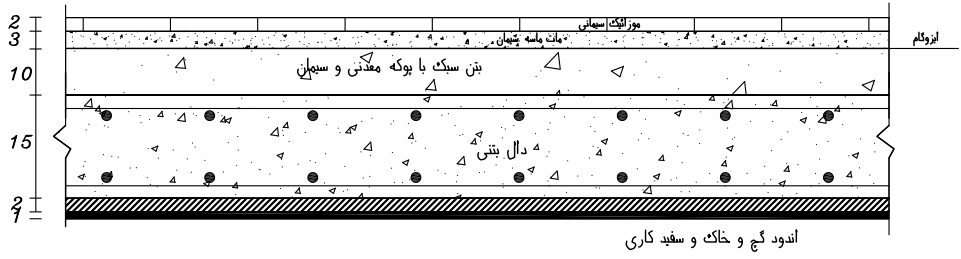 2
موزائیک سیمانی
3
مات ماسه سیمان
ایزوگام
10
بتن سبک با پوکه معدنی و سیمان
15
دال بتنی
2
1
اندود گچ و خاک و سفید کاری